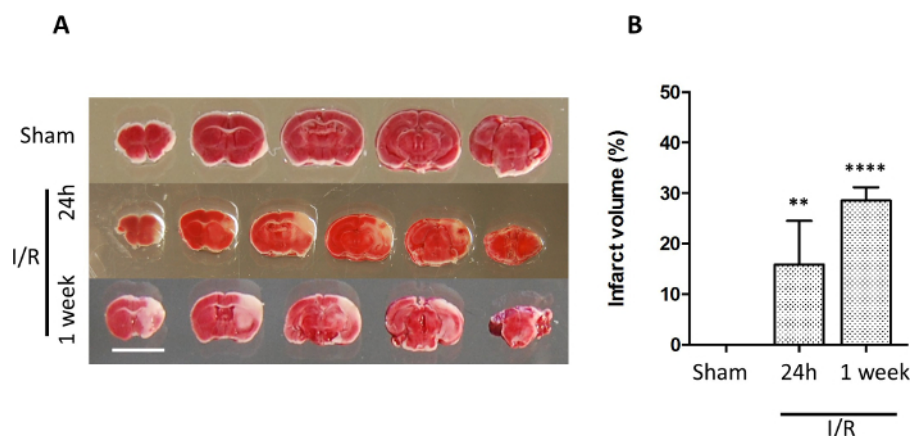 A
Sham
24h
I/R
1 week
B
Infarct volume (%)
50
40
30
20
10
0
**
****
Sham
24h
1 week
I/R